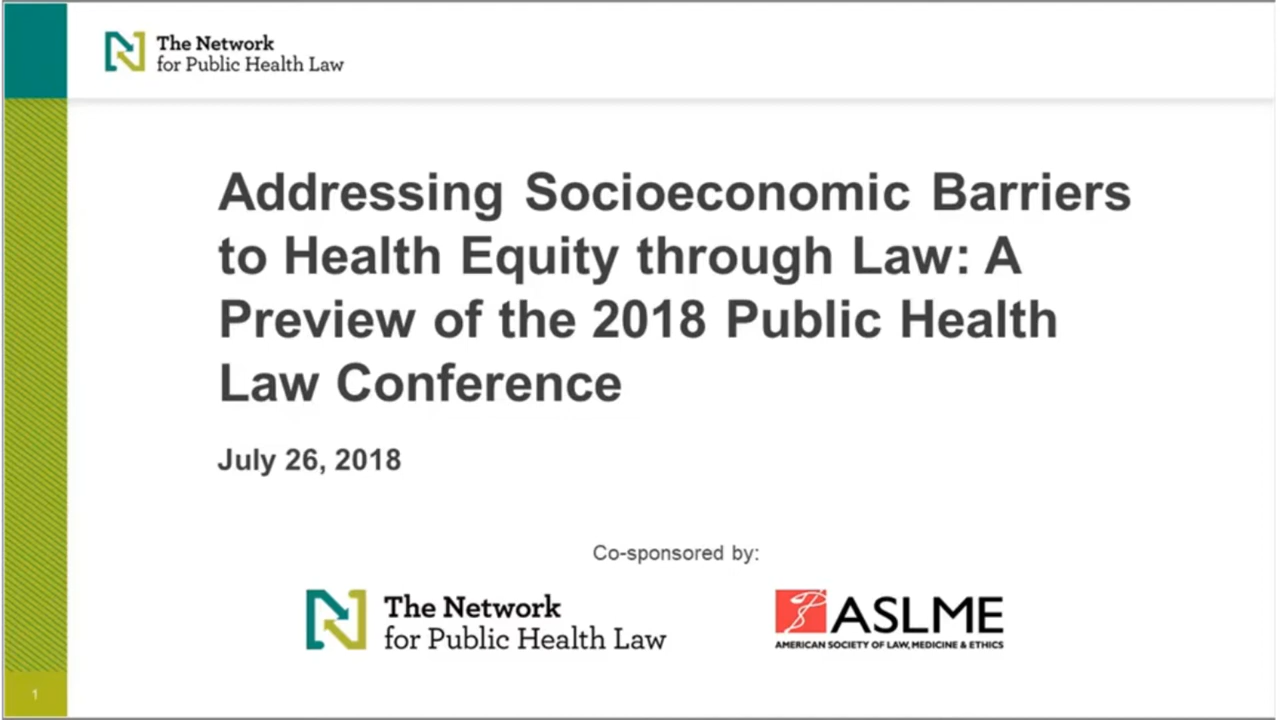 The Network
for Public Health Law
Addressing Socioeconomic Barriers
to Health Equity through Law: A
Preview of the 2018 Public Health
Law Conference
July 26, 2018
Co-sponsored by:
The Network
for Public Health Law
ASLME
AMERICAN SOCIETY OF LAW, MEDICINE & ETHICS
1